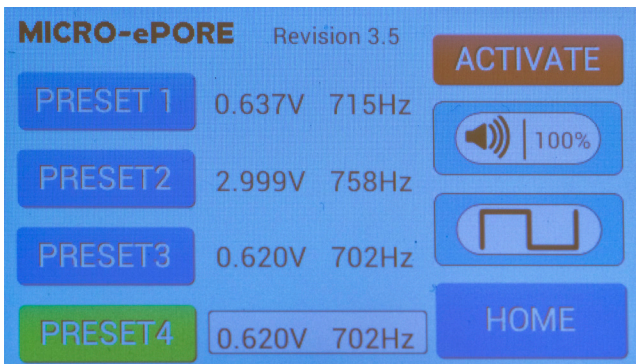 MICRO-ePORE Revision 3.5
ACTIVATE
PRESET 1 0.637V 715Hz
100%
PRESET2 2.999V 758Hz
PRESET3 0.620V 702Hz
PRESET4 0.620V 702Hz
HOME